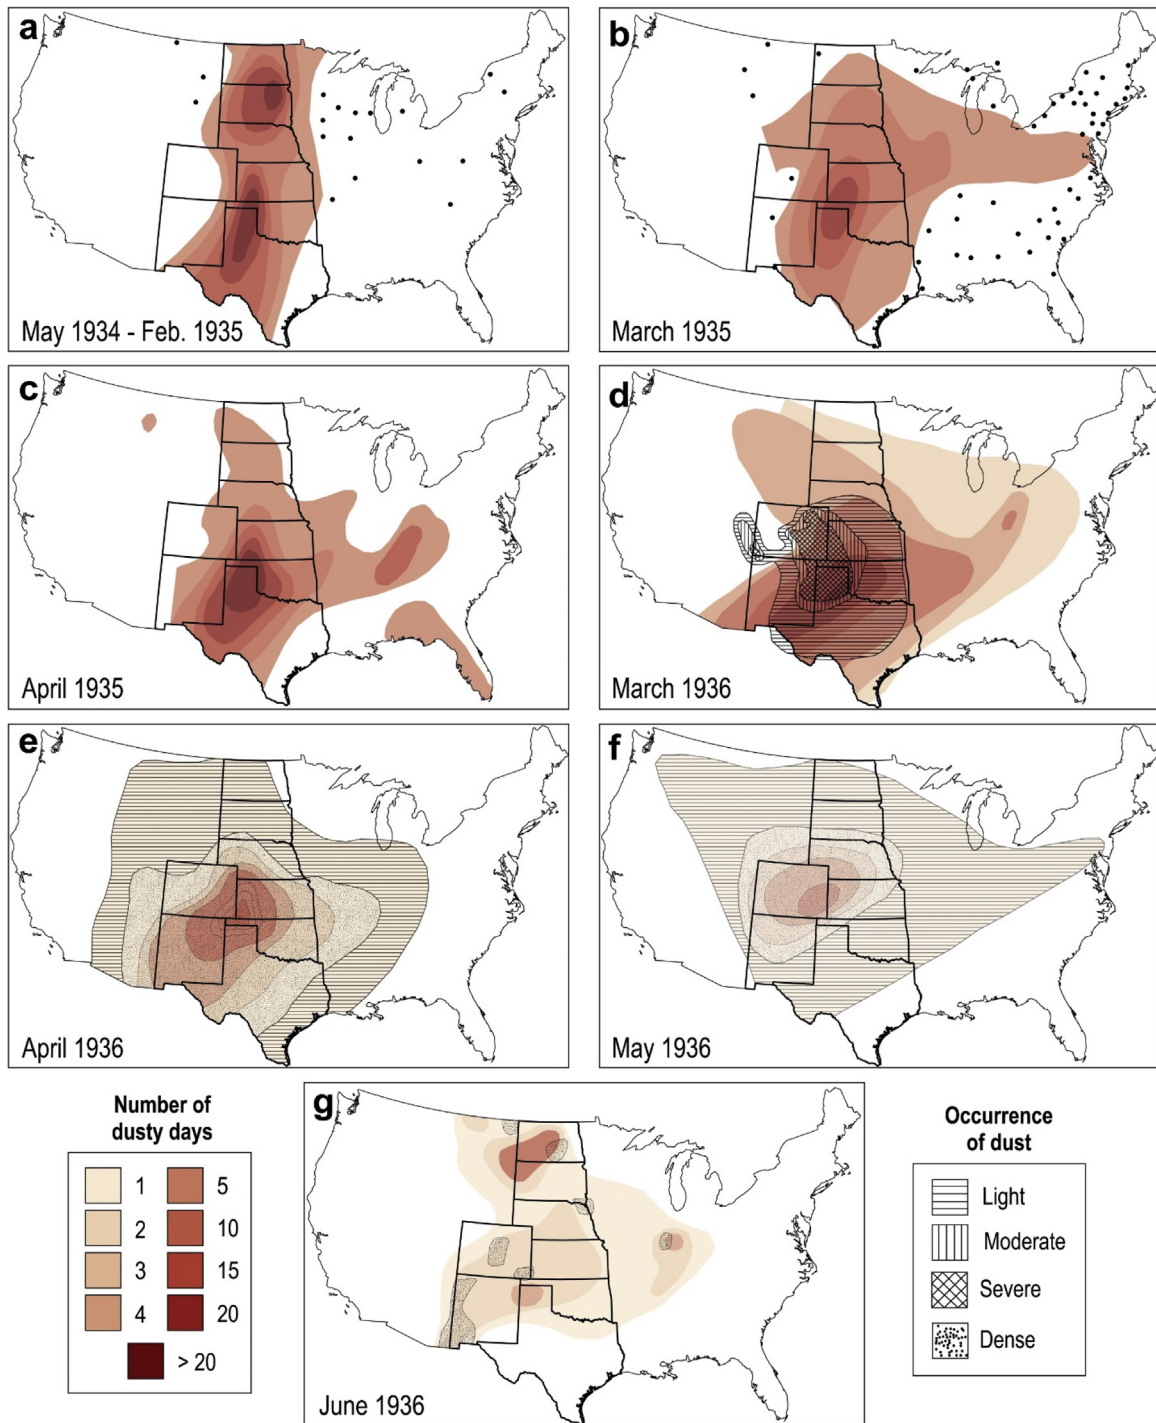 a
May 1934 - Feb. 1935
b
March 1935
c
April 1935
d
March 1936
e
April 1936
f
May 1936
Number of
dusty days
1
5
2
10
3
15
4
20
> 20
g
June 1936
Occurrence
of dust
Light
Moderate
Severe
Dense